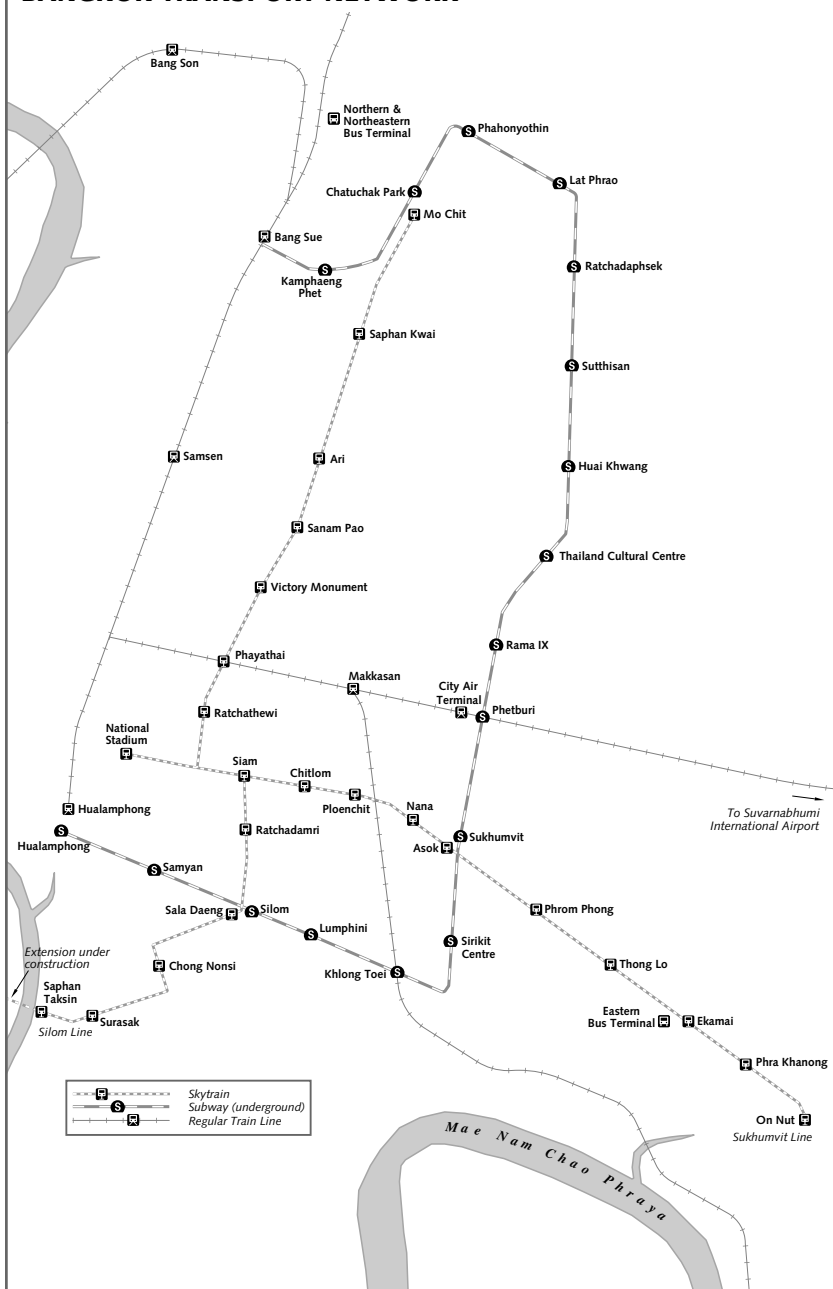 BANGKOK TRANSPORT NETWORK
Bang Son
Northern &
Northeastern
Bus Terminal
Phahonyothin
Lat Phrao
Chatuchak Park
Mo Chit
Bang Sue
Kamphaeng
Phet
Ratchadaphsek
Saphan Kwai
Sutthisan
Samsen
Ari
Huai Khwang
Sanam Pao
Thailand Cultural Centre
Victory Monument
Rama IX
Phayathai
Makkasan
City Air
Terminal
Phetburi
Ratchathewi
National
Stadium
Siam
Chitlom
Ploenchit
Nana
To Suvarnabhumi
International Airport
Hualamphong
Hualamphong
Ratchadamri
Sukhumvit
Asok
Samyan
Sala Daeng
Silom
Lumphini
Phrom Phong
Sirikit
Centre
Khlong Toei
Extension under
construction
Chong Nonsi
Thong Lo
Saphan
Taksin
Surasak
Silom Line
Eastern
Bus Terminal
Ekamai
Phra Khanong
On Nut
Sukhumvit Line
Skytrain
S Subway (underground)
Regular Train Line
Mae Nam Chao Phraya